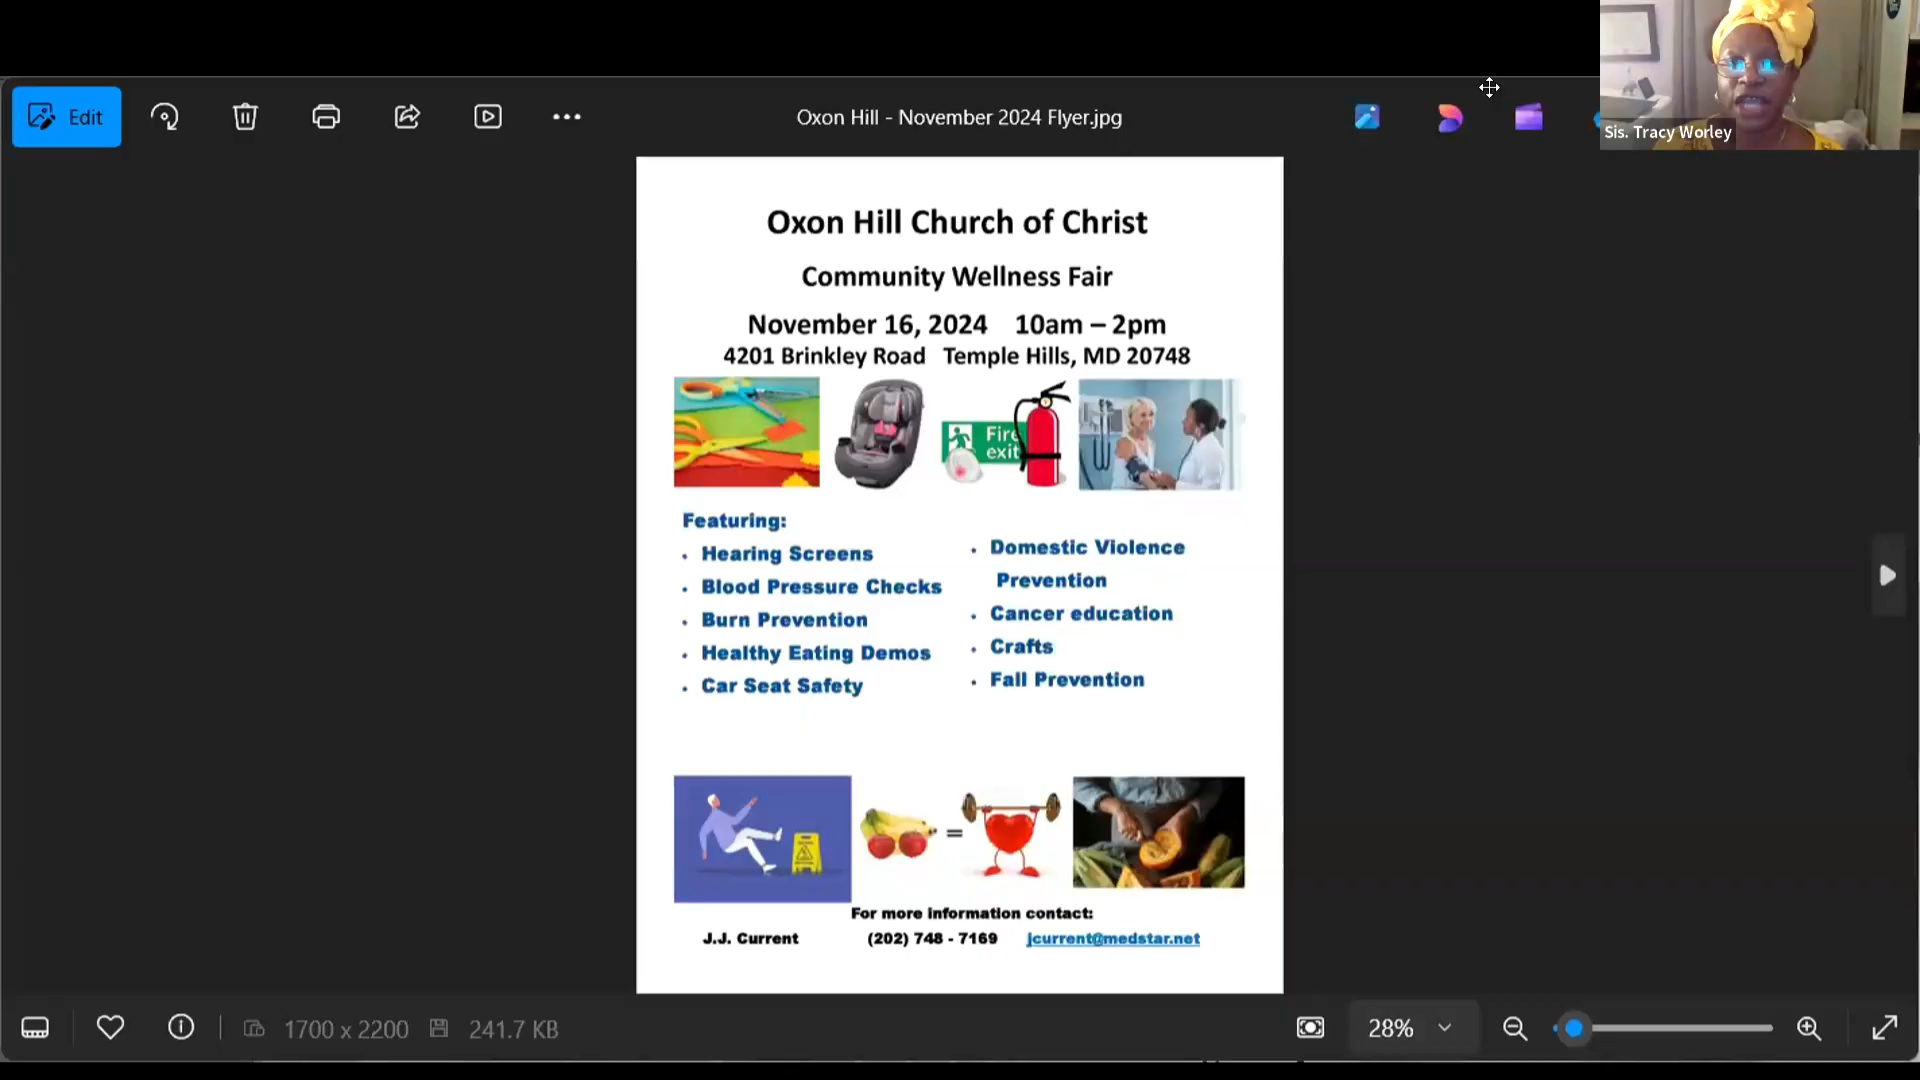 Edit
Oxon Hill - November 2024 Flyer.jpg
Sis. Tracy Worley
Oxon Hill Church of Christ
Community Wellness Fair
November 16, 2024 10am – 2pm
4201 Brinkley Road Temple Hills, MD 20748
Fire
exit
Featuring:
• Hearing Screens
• Blood Pressure Checks
• Burn Prevention
• Healthy Eating Demos
• Car Seat Safety
• Domestic Violence
Prevention
• Cancer education
• Crafts
• Fall Prevention
=
For more information contact:
J.J. Current (202) 748 - 7169 jcurrent@medstar.net
1700 x 2200 241.7 KB
28%